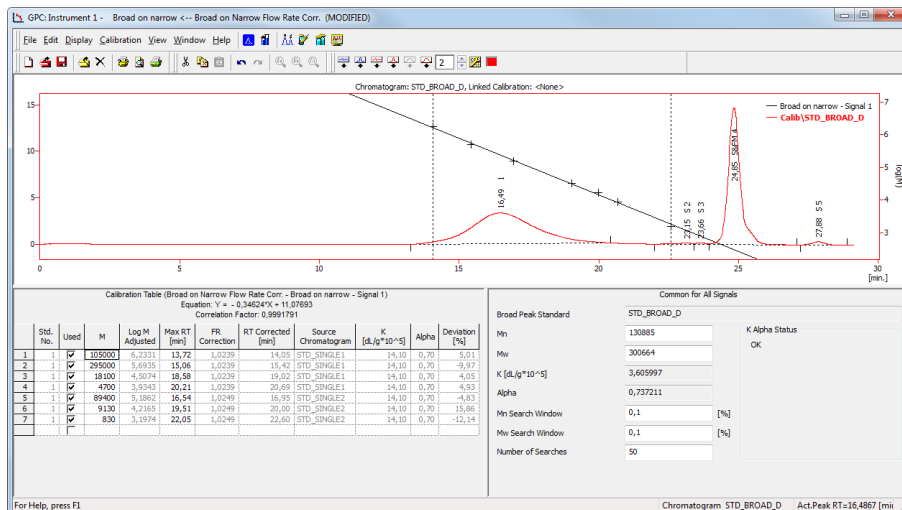 GPC: Instrument 1 - Broad on narrow <-- Broad on Narrow Flow Rate Corr. (MODIFIED)
File Edit Display Calibration View Window Help
2
Chromatogram: STD_BROAD_D, Linked Calibration: <None>
Broad on narrow - Signal 1
Calib\STD_BROAD_D
15
10
5
0
7
6
5
4
3
log(M)
16,49 1
23,15 S 2
23,66 S 3
27,88 S 5
0 5 10 15 20 25 30
[min.]
Calibration Table (Broad on Narrow Flow Rate Corr. - Broad on narrow - Signal 1)
Equation: Y = - 0,34624*X + 11,07693
Correlation Factor: 0,9991791
Std. No. Used M Log M Adjusted Max RT [min] FR Correction RT Corrected [min] Source Chromatogram K [dL/g*10^5] Alpha Deviation [%]
1 1 105000 6,2331 13,72 1,0239 14,05 STD_SINGLE1 14,10 0,70 5,01
2 1 295000 5,6935 15,06 1,0239 15,42 STD_SINGLE1 14,10 0,70 -9,97
3 1 18100 4,5074 18,58 1,0239 19,02 STD_SINGLE1 14,10 0,70 4,05
4 1 4700 3,9343 20,21 1,0239 20,69 STD_SINGLE1 14,10 0,70 4,93
5 1 89400 5,1862 16,54 1,0249 16,95 STD_SINGLE2 14,10 0,70 -4,83
6 1 9130 4,2165 19,51 1,0249 20,00 STD_SINGLE2 14,10 0,70 15,86
7 1 830 3,1974 22,05 1,0249 22,60 STD_SINGLE2 14,10 0,70 -12,14
Common for All Signals
Broad Peak Standard STD_BROAD_D
Mn 130885
K Alpha Status
OK
Mw 300664
K [dL/g*10^5] 3,605997
Alpha 0,737211
Mn Search Window 0,1 [%]
Mw Search Window 0,1 [%]
Number of Searches 50
For Help, press F1
Chromatogram STD_BROAD_D Act.Peak RT=16,4867